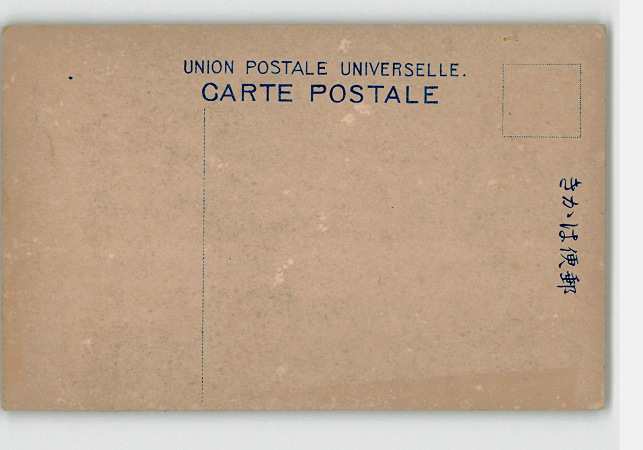 UNION POSTALE UNIVERSELLE.
CARTE POSTALE
郵便はかき